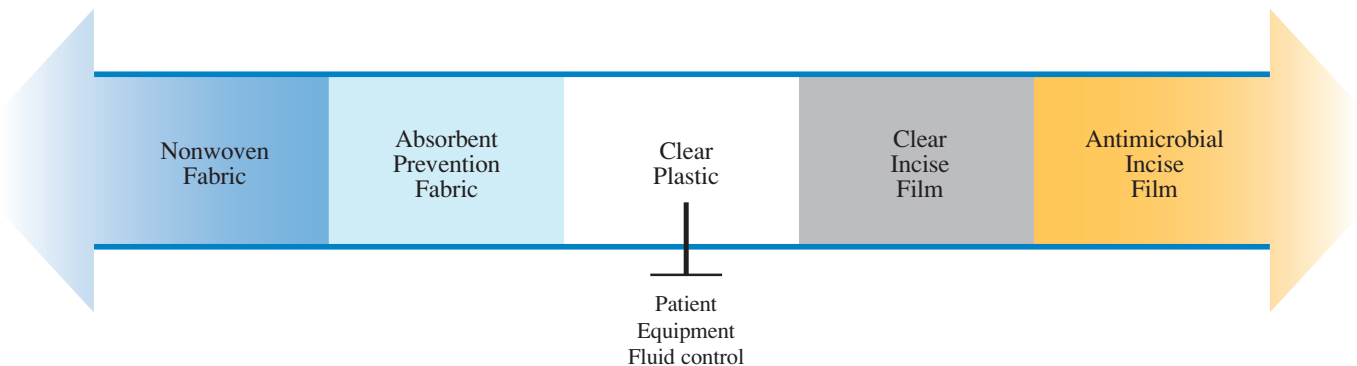 Nonwoven
Fabric
Absorbent
Prevention
Fabric
Clear
Plastic
Clear
Incise
Film
Antimicrobial
Incise
Film
Patient
Equipment
Fluid control